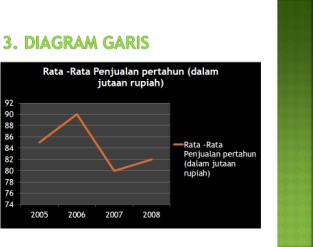 3. DIAGRAM GARIS
Rata -Rata Penjualan pertahun (dalam
jutaan rupiah)
92
90
88
86
84
82
80
78
76
74
2005 2006 2007 2008
Rata -Rata
Penjualan pertahun
(dalam jutaan
rupiah)